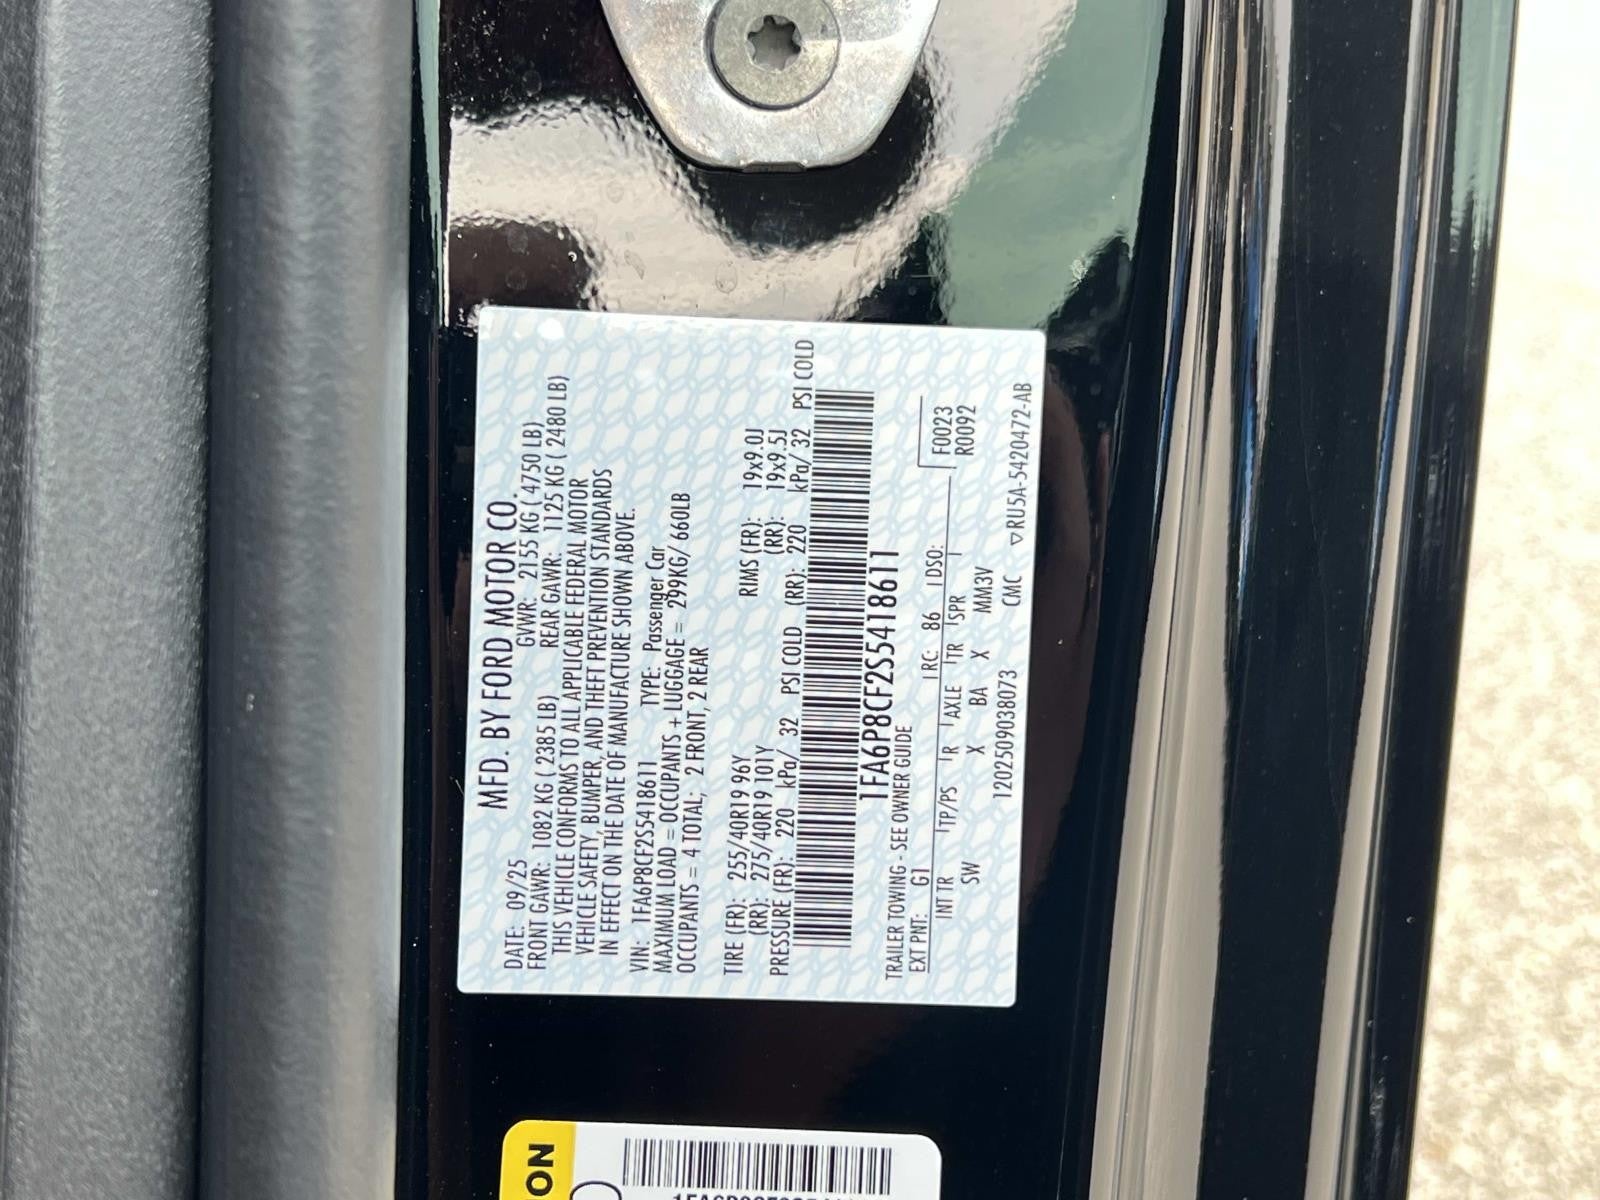 MFD. BY FORD MOTOR CO.
DATE: 09/25 GVWR: 2155 KG ( 4750 LB)
FRONT GAWR: 1082 KG ( 2385 LB) REAR GAWR: 1125 KG ( 2480 LB)
THIS VEHICLE CONFORMS TO ALL APPLICABLE FEDERAL MOTOR
VEHICLE SAFETY, BUMPER, AND THEFT PREVENTION STANDARDS
IN EFFECT ON THE DATE OF MANUFACTURE SHOWN ABOVE.
VIN: 1FA6P8CF2S5418611 TYPE: Passenger Car
MAXIMUM LOAD = OCCUPANTS + LUGGAGE = 299KG/ 660LB
OCCUPANTS = 4 TOTAL; 2 FRONT, 2 REAR
TIRE (FR): 255/40R19 96Y RIMS (FR): 19x9.0J
(RR): 275/40R19 101Y (RR): 19x9.5J
PRESSURE (FR): 220 kPa/ 32 PSI COLD (RR): 220 kPa/ 32 PSI COLD
1FA6P8CF2S5418611
TRAILER TOWING - SEE OWNER GUIDE
EXT PNT: G1 RC: 86 DSO: F0023
INT TR TP/PS R AXLE TR SPR R0092
SW X BA X MM3V
120250903807​3 CMC ▽RU5A-5420472-AB
ON